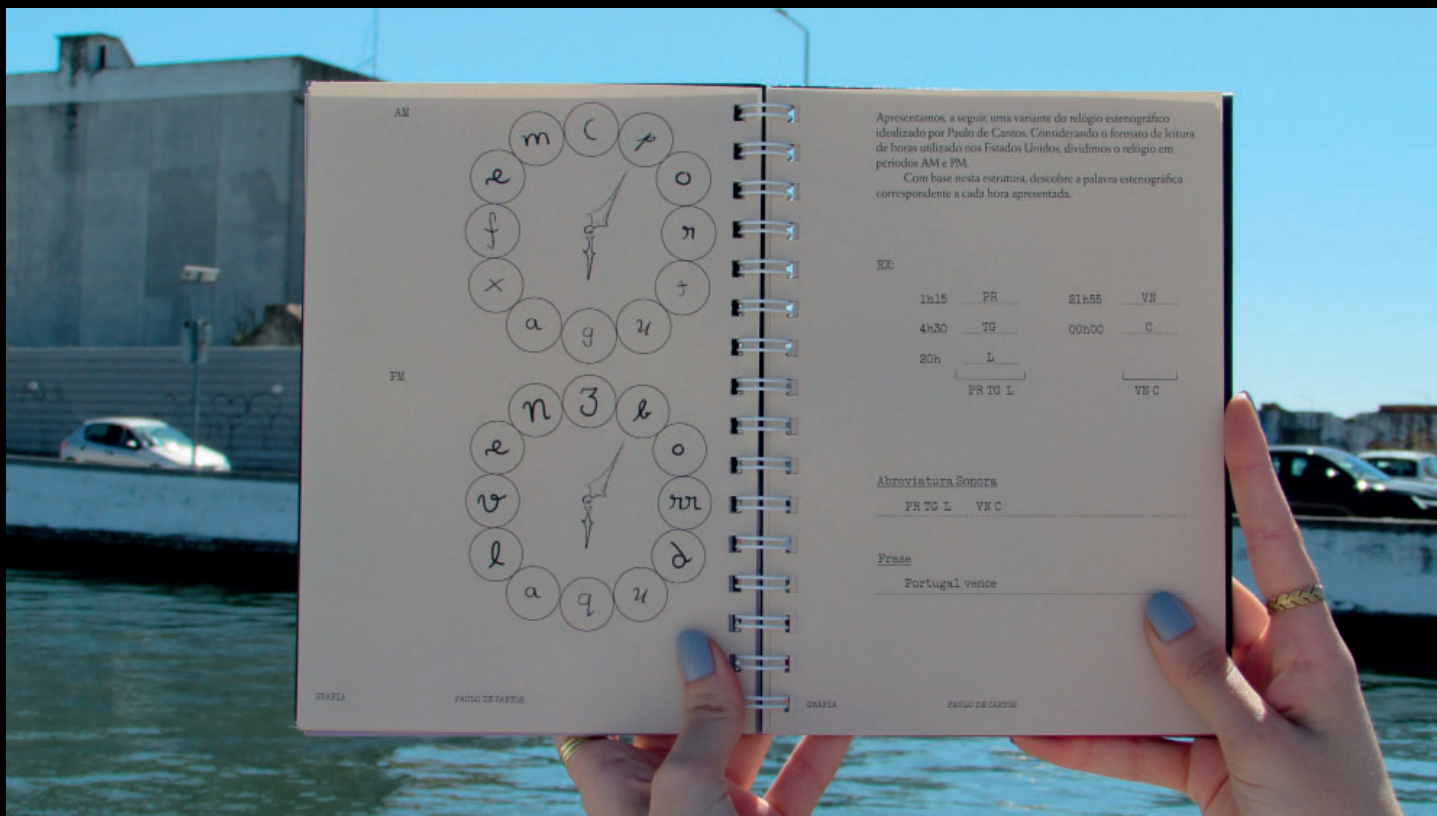 AM
m
C
p
e
o
f
r
x
t
a
g
u
PM
n
3
b
e
o
v
rr
l
d
a
q
u
GRAFIA
PAULO DE CANTOS
Apresentamos, a seguir, uma variante do relógio estenográfico
idealizado por Paulo de Cantos. Considerando o formato de leitura
de horas utilizado nos Estados Unidos, dividimos o relógio em
períodos AM e PM.
Com base nesta estrutura, descobre a palavra estenográfica
correspondente a cada hora apresentada.
EX:
1h15 PR 21h55 VN
4h30 TG 00h00 C
20h L
PR TG L VN C
Abreviatura Sonora
PR TG L VN C
Frase
Portugal vence
GRAFIA
PAULO DE CANTOS